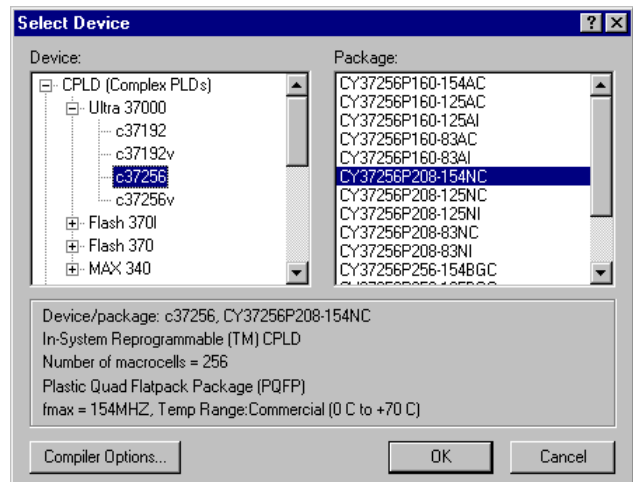 Select Device
Device:
CPLD (Complex PLDs)
Ultra 37000
c37192
c37192v
c37256
c37256v
Flash 370I
Flash 370
MAX 340
Package:
CY37256P160-154AC
CY37256P160-125AC
CY37256P160-125AI
CY37256P160-83AC
CY37256P160-83AI
CY37256P208-154NC
CY37256P208-125NC
CY37256P208-125NI
CY37256P208-83NC
CY37256P208-83NI
CY37256P256-154BGC
Device/package: c37256, CY37256P208-154NC
In-System Reprogrammable (TM) CPLD
Number of macrocells = 256
Plastic Quad Flatpack Package (PQFP)
fmax = 154MHZ, Temp Range:Commercial (0 C to +70 C)
Compiler Options...
OK
Cancel